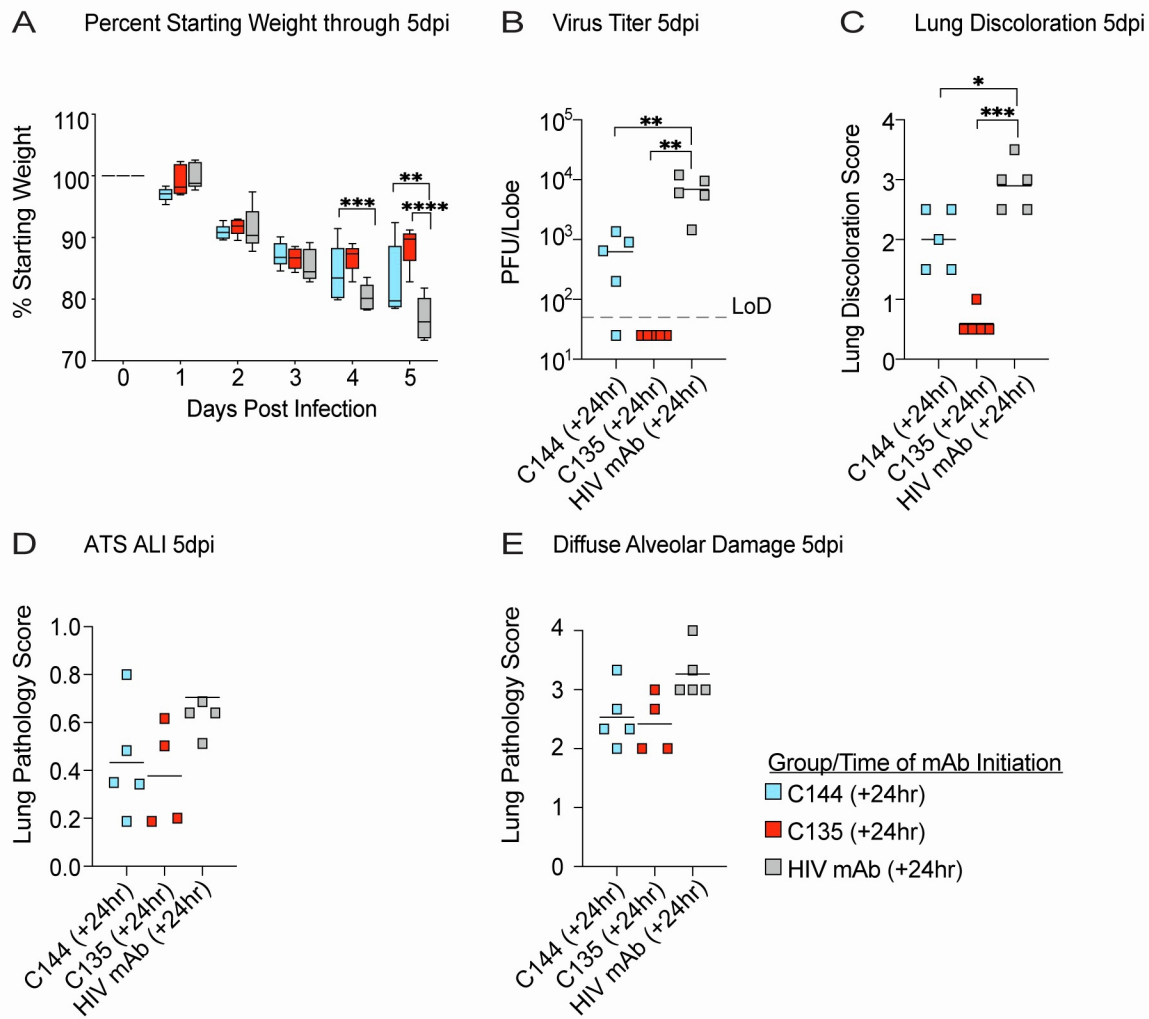 A Percent Starting Weight through 5dpi
110
100
90
80
70
% Starting Weight
***
**
****
0 1 2 3 4 5
Days Post Infection
B Virus Titer 5dpi
10^5
10^4
10^3
10^2
10^1
PFU/Lobe
**
**
LoD
C144 (+24hr)
C135 (+24hr)
HIV mAb (+24hr)
C Lung Discoloration 5dpi
4
3
2
1
0
Lung Discoloration Score
*
***
C144 (+24hr)
C135 (+24hr)
HIV mAb (+24hr)
D ATS ALI 5dpi
1.0
0.8
0.6
0.4
0.2
0.0
Lung Pathology Score
C144 (+24hr)
C135 (+24hr)
HIV mAb (+24hr)
E Diffuse Alveolar Damage 5dpi
4
3
2
1
0
Lung Pathology Score
C144 (+24hr)
C135 (+24hr)
HIV mAb (+24hr)
Group/Time of mAb Initiation
C144 (+24hr)
C135 (+24hr)
HIV mAb (+24hr)